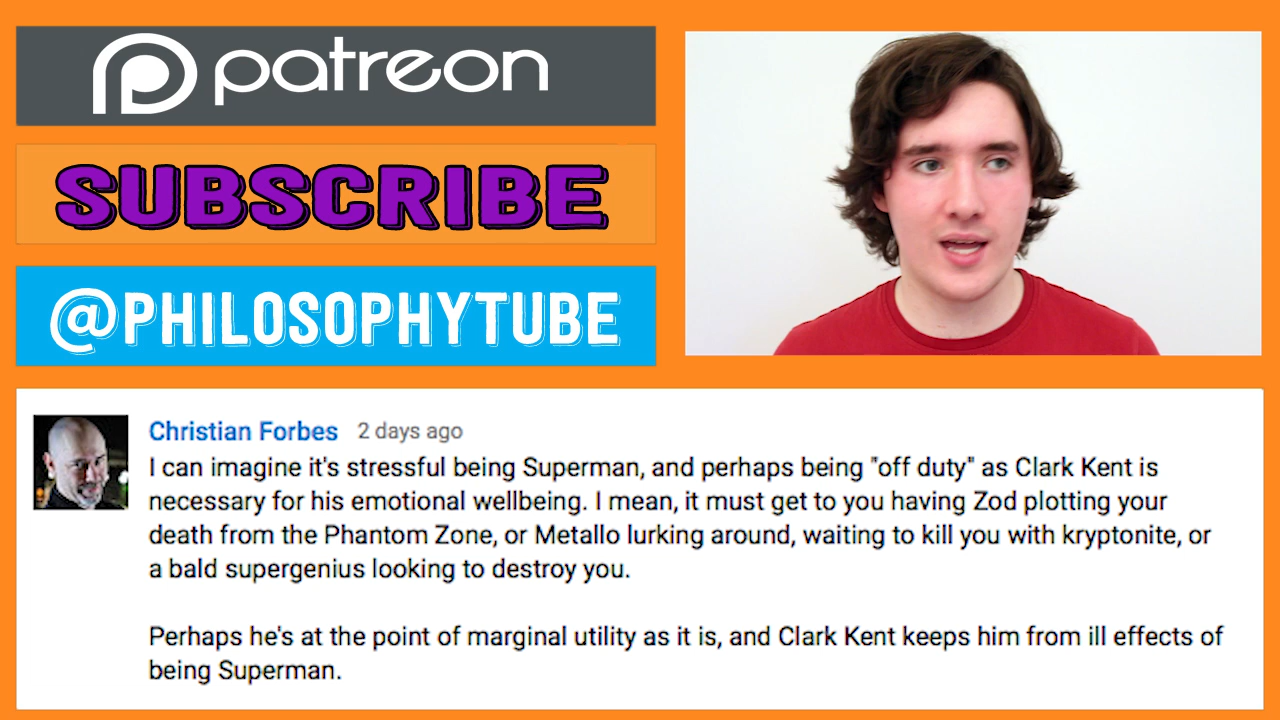 patreon
SUBSCRIBE
@PHILOSOPHYTUBE
Christian Forbes 2 days ago
I can imagine it's stressful being Superman, and perhaps being "off duty" as Clark Kent is
necessary for his emotional wellbeing. I mean, it must get to you having Zod plotting your
death from the Phantom Zone, or Metallo lurking around, waiting to kill you with kryptonite, or
a bald supergenius looking to destroy you.
Perhaps he's at the point of marginal utility as it is, and Clark Kent keeps him from ill effects of
being Superman.